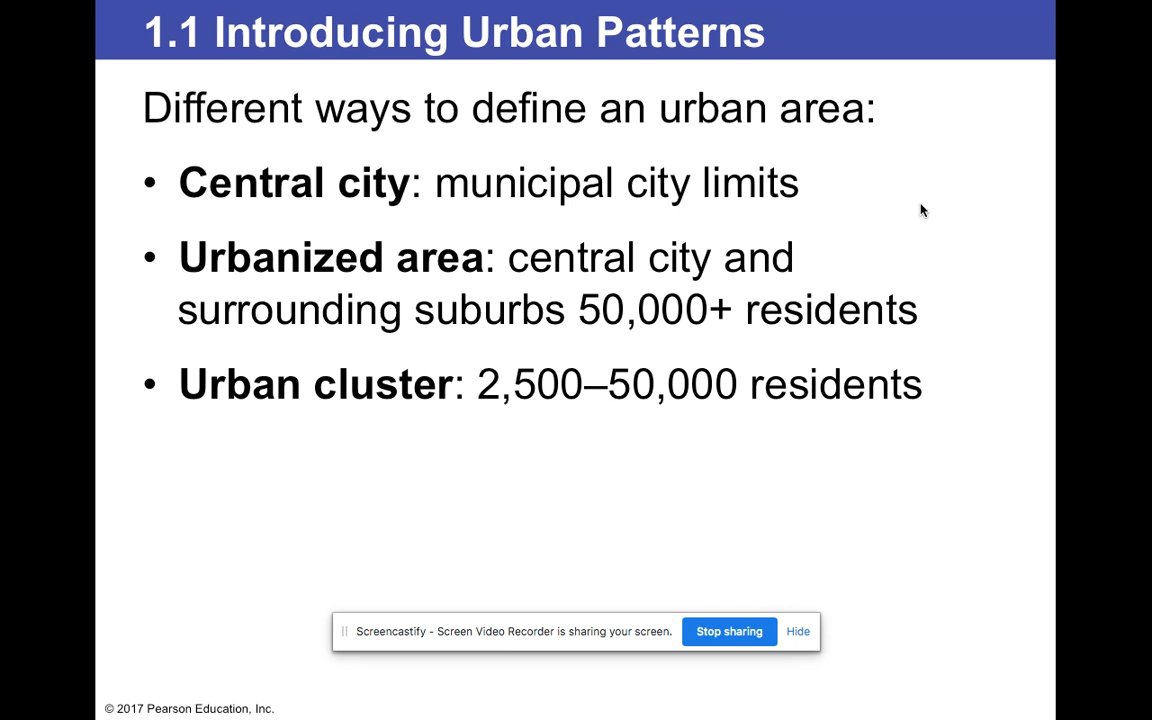 1.1 Introducing Urban Patterns
Different ways to define an urban area:
• Central city: municipal city limits
• Urbanized area: central city and
surrounding suburbs 50,000+ residents
• Urban cluster: 2,500–50,000 residents
Screencastify - Screen Video Recorder is sharing your screen. Stop sharing Hide
© 2017 Pearson Education, Inc.